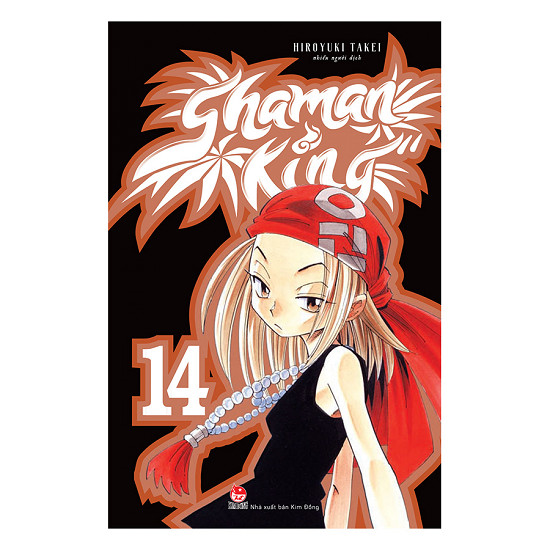 HIROYUKI TAKEI
nhiều người dịch
Shaman
King
14
Nhà xuất bản Kim Đồng